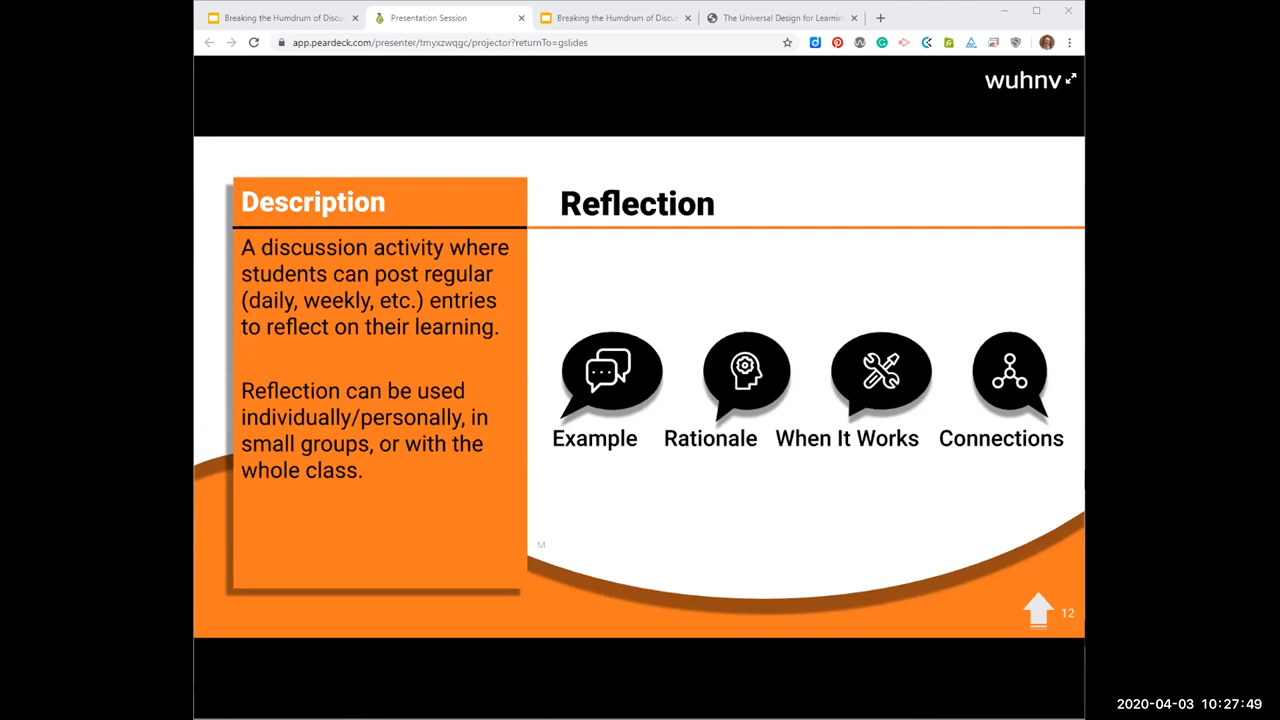 Breaking the Humdrum of Discu
Presentation Session
Breaking the Humdrum of Discus
The Universal Design for Learnin
app.peardeck.com/presenter/tmyxzwqgc/projector?returnTo=gslides
wuhnv
Description
Reflection
A discussion activity where
students can post regular
(daily, weekly, etc.) entries
to reflect on their learning.
Reflection can be used
individually/personally, in
small groups, or with the
whole class.
Example
Rationale
When It Works
Connections
M
12
2020-04-03 10:27:49